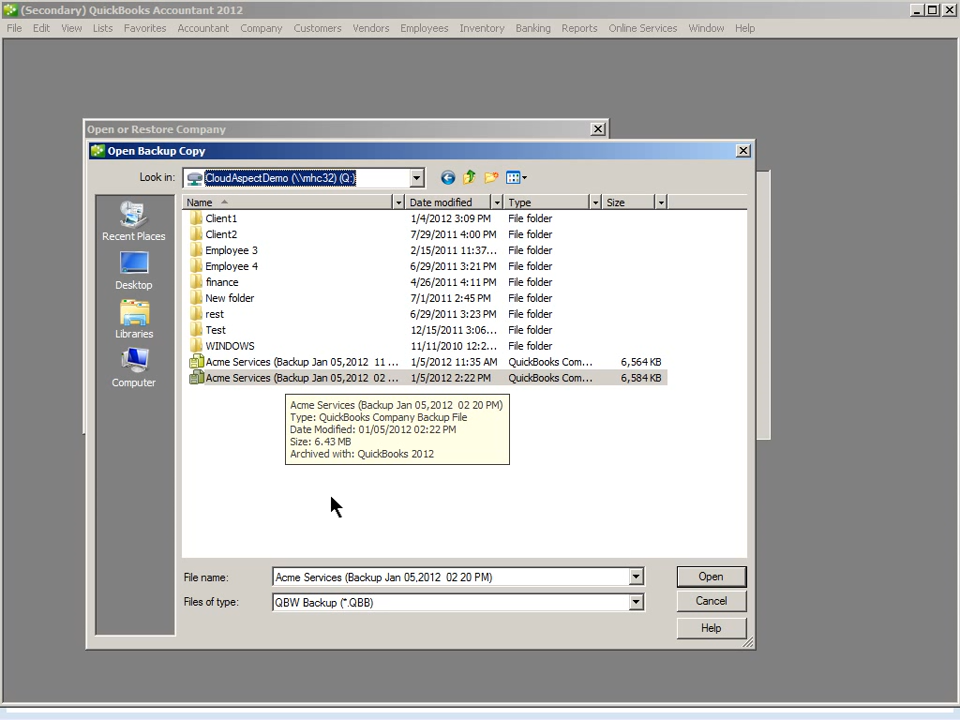 (Secondary) QuickBooks Accountant 2012
File Edit View Lists Favorites Accountant Company Customers Vendors Employees Inventory Banking Reports Online Services Window Help
Open or Restore Company
Open Backup Copy
Look in: CloudAspectDemo (\\mhc32) (Q:)
Name Date modified Type Size
Client1 1/4/2012 3:09 PM File folder
Client2 7/29/2011 4:00 PM File folder
Employee 3 2/15/2011 11:37... File folder
Employee 4 6/29/2011 3:21 PM File folder
finance 4/26/2011 4:11 PM File folder
New folder 7/1/2011 2:45 PM File folder
rest 6/29/2011 3:23 PM File folder
Test 12/15/2011 3:06... File folder
WINDOWS 11/11/2010 12:2... File folder
Acme Services (Backup Jan 05,2012 11 ... 1/5/2012 11:35 AM QuickBooks Com... 6,564 KB
Acme Services (Backup Jan 05,2012 02 ... 1/5/2012 2:22 PM QuickBooks Com... 6,584 KB
Recent Places
Desktop
Libraries
Computer
Acme Services (Backup Jan 05,2012 02 20 PM)
Type: QuickBooks Company Backup File
Date Modified: 01/05/2012 02:22 PM
Size: 6.43 MB
Archived with: QuickBooks 2012
File name: Acme Services (Backup Jan 05,2012 02 20 PM) Open
Files of type: QBW Backup (*.QBB) Cancel
Help